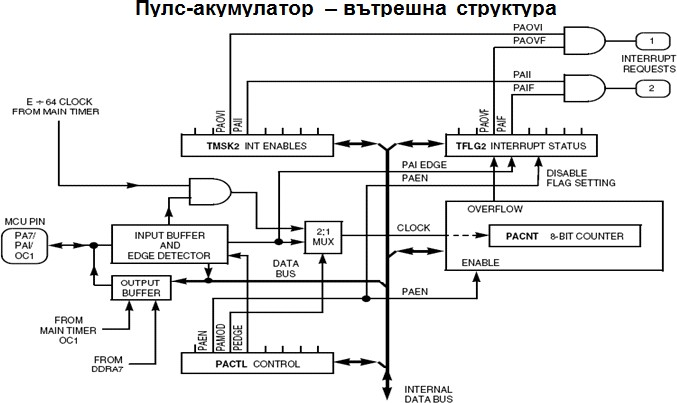 Пулс-акумулатор – вътрешна структура
PAOVI
PAOVF
1
INTERRUPT
REQUESTS
PAII
PAIF
2
E ÷ 64 CLOCK
FROM MAIN TIMER
PAOVI
PAII
PAOVF
PAIF
TMSK2 INT ENABLES
TFLG2 INTERRUPT STATUS
PAI EDGE
PAEN
DISABLE
FLAG SETTING
MCU PIN
PA7/
PAI/
OC1
INPUT BUFFER
AND
EDGE DETECTOR
2:1
MUX
CLOCK
OVERFLOW
PACNT 8-BIT COUNTER
ENABLE
DATA
BUS
OUTPUT
BUFFER
PAEN
FROM
MAIN TIMER
OC1
FROM
DDRA7
PAEN
PAMOD
PEDGE
PACTL CONTROL
INTERNAL
DATA BUS